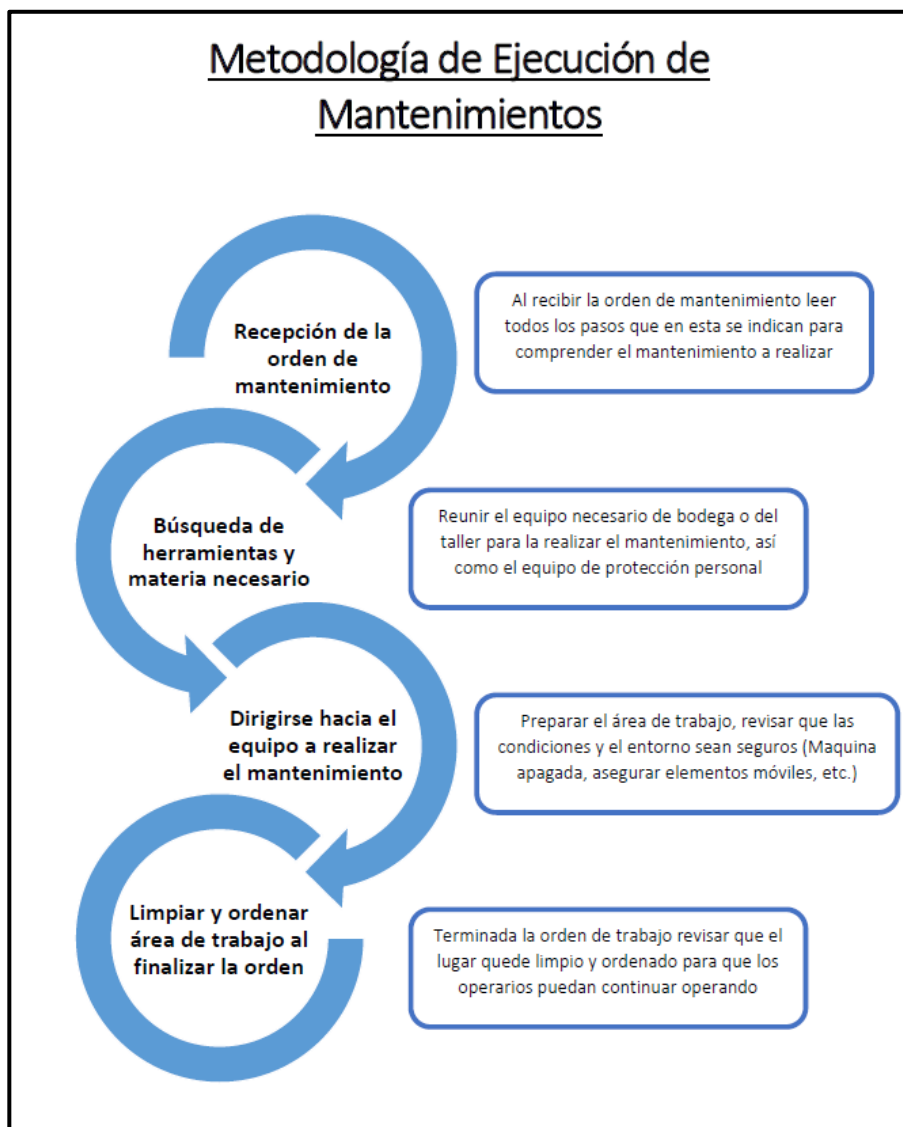 Metodología de Ejecución de
Mantenimientos
Recepción de la
orden de
mantenimiento
Al recibir la orden de mantenimiento leer
todos los pasos que en esta se indican para
comprender el mantenimiento a realizar
Búsqueda de
herramientas y
materia necesario
Reunir el equipo necesario de bodega o del
taller para la realizar el mantenimiento, así
como el equipo de protección personal
Dirigirse hacia el
equipo a realizar
el mantenimiento
Preparar el área de trabajo, revisar que las
condiciones y el entorno sean seguros (Maquina
apagada, asegurar elementos móviles, etc.)
Limpiar y ordenar
área de trabajo al
finalizar la orden
Terminada la orden de trabajo revisar que el
lugar quede limpio y ordenado para que los
operarios puedan continuar operando